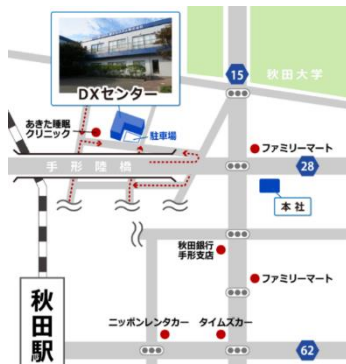 15
秋田大学
DXセンター
あきた睡眠
クリニック
駐車場
ファミリーマート
手形陸橋
28
本社
秋田銀行
手形支店
ファミリーマート
秋田駅
ニッポンレンタカー
タイムズカー
62